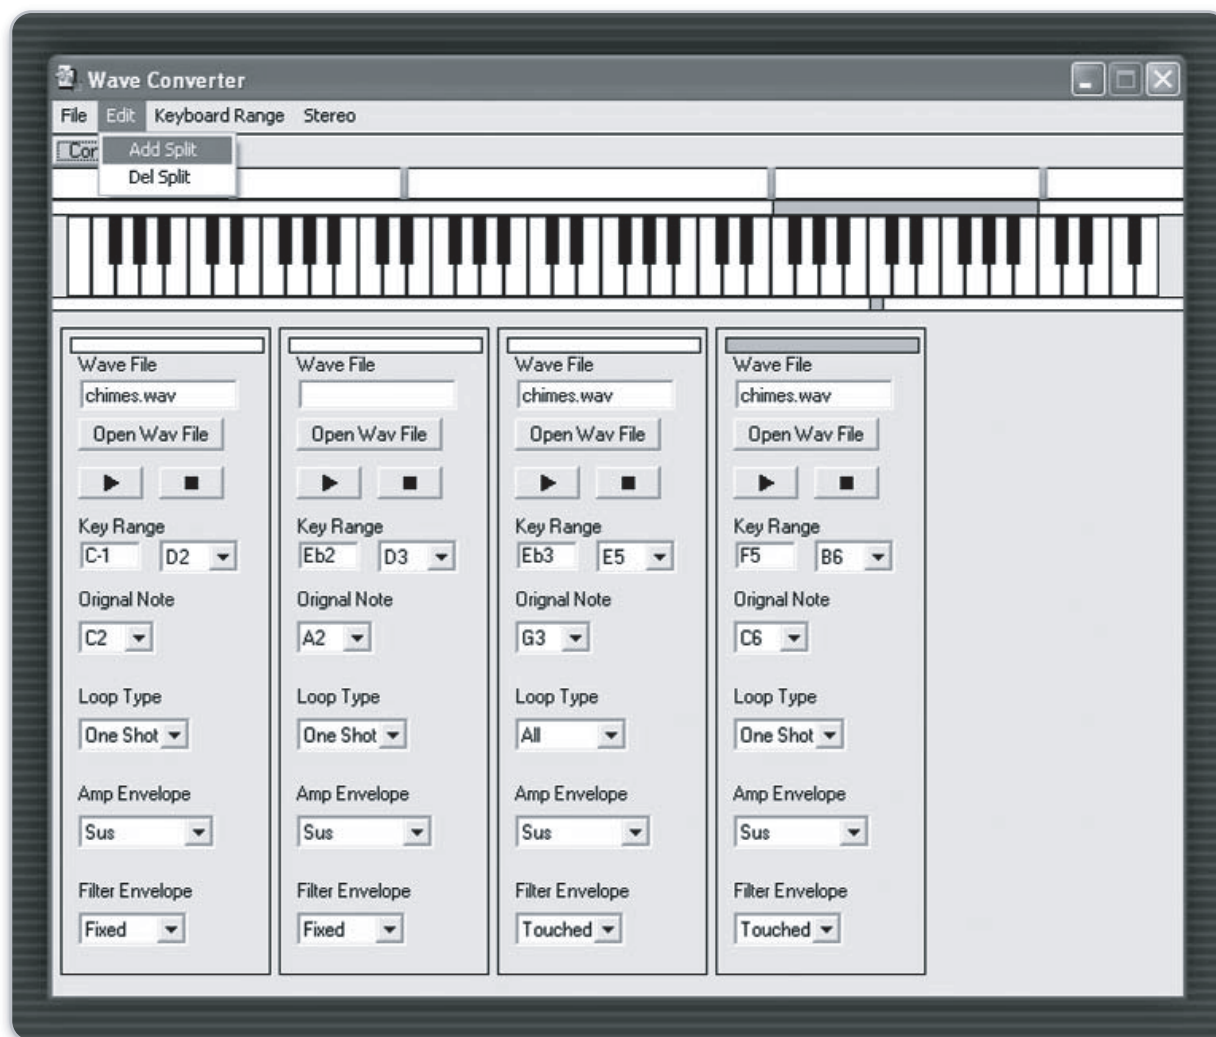 Wave Converter
File Edit Keyboard Range Stereo
Cor
Add Split
Del Split
Wave File Wave File Wave File Wave File
chimes.wav chimes.wav chimes.wav
Open Wav File Open Wav File Open Wav File Open Wav File
Key Range Key Range Key Range Key Range
C-1 D2 Eb2 D3 Eb3 E5 F5 B6
Orignal Note Orignal Note Orignal Note Orignal Note
C2 A2 G3 C6
Loop Type Loop Type Loop Type Loop Type
One Shot One Shot All One Shot
Amp Envelope Amp Envelope Amp Envelope Amp Envelope
Sus Sus Sus Sus
Filter Envelope Filter Envelope Filter Envelope Filter Envelope
Fixed Fixed Touched Touched